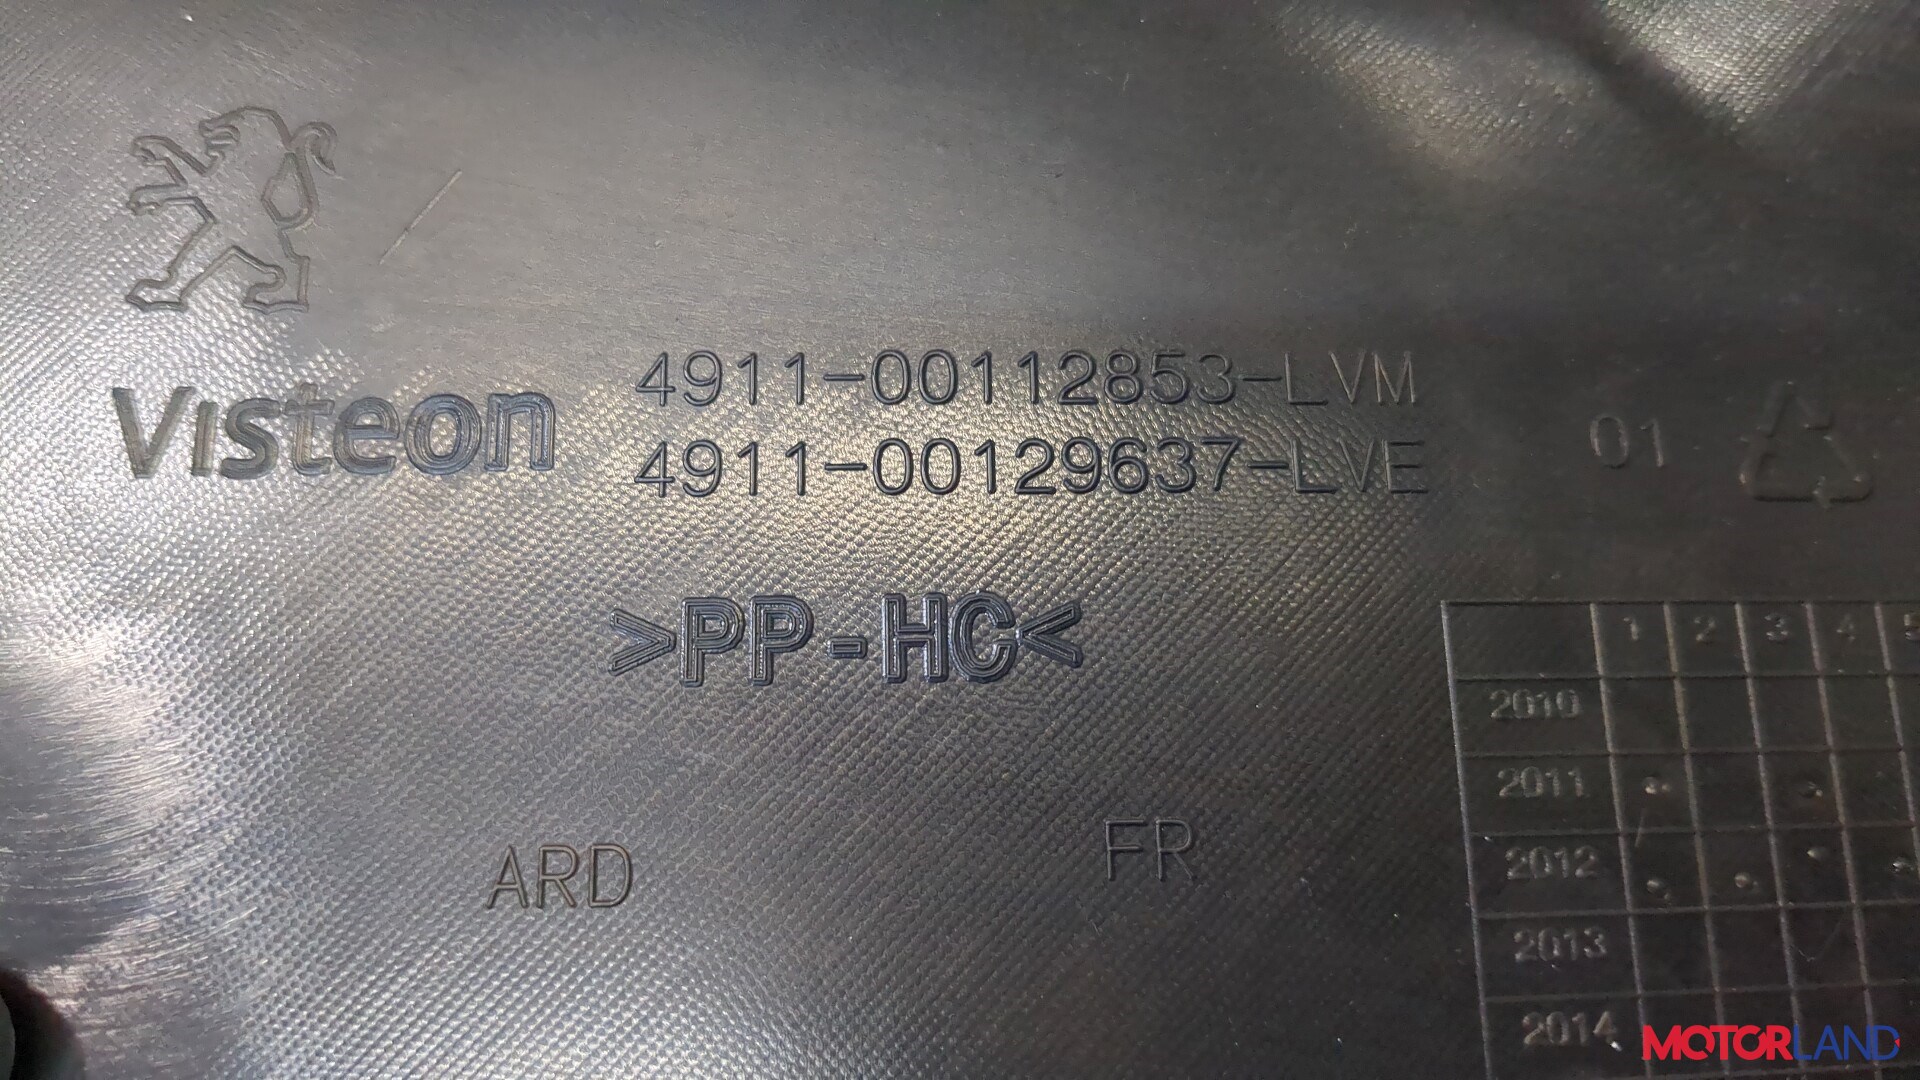 Visteon
4911-00112853-LVM
4911-00129637-LVE
01
>PP-HC<
1 2 3 4 5
2010
2011
2012
2013
2014
ARD
FR
MOTORLAND